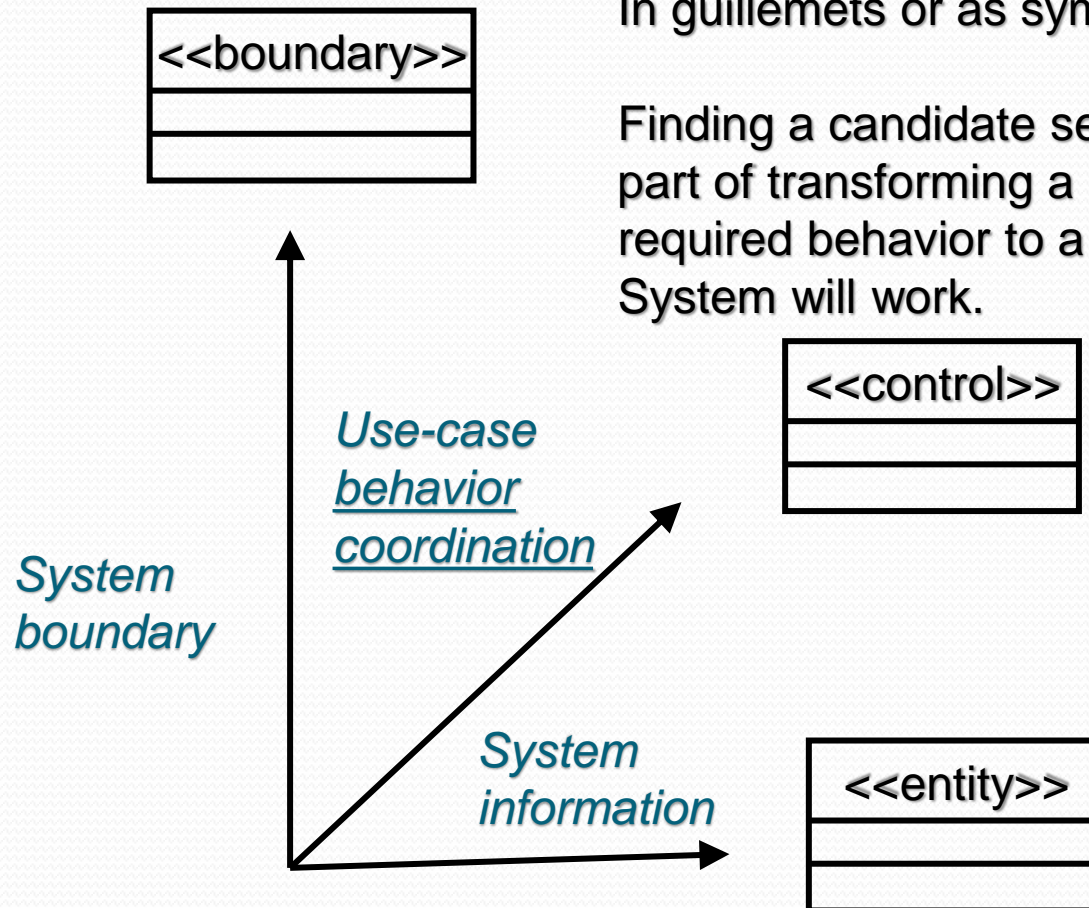 In guillemets or as sym
<<boundary>>
Finding a candidate se
part of transforming a
required behavior to a
System will work.
<<control>>
Use-case
behavior
coordination
System
boundary
System
information
<<entity>>